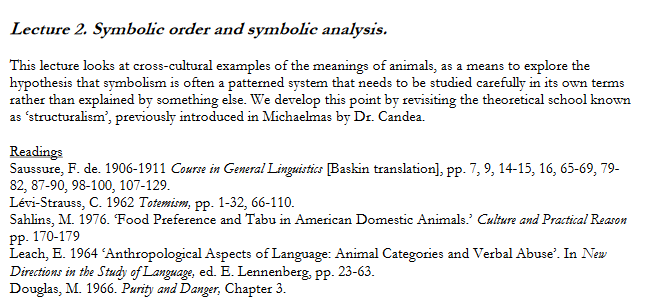 Lecture 2. Symbolic order and symbolic analysis.
This lecture looks at cross-cultural examples of the meanings of animals, as a means to explore the
hypothesis that symbolism is often a patterned system that needs to be studied carefully in its own terms
rather than explained by something else. We develop this point by revisiting the theoretical school known
as ‘structuralism’, previously introduced in Michaelmas by Dr. Candea.
Readings
Saussure, F. de. 1906-1911 Course in General Linguistics [Baskin translation], pp. 7, 9, 14-15, 16, 65-69, 79-
82, 87-90, 98-100, 107-129.
Lévi-Strauss, C. 1962 Totemism, pp. 1-32, 66-110.
Sahlins, M. 1976. ‘Food Preference and Tabu in American Domestic Animals.’ Culture and Practical Reason
pp. 170-179
Leach, E. 1964 ‘Anthropological Aspects of Language: Animal Categories and Verbal Abuse’. In New
Directions in the Study of Language, ed. E. Lennenberg, pp. 23-63.
Douglas, M. 1966. Purity and Danger, Chapter 3.